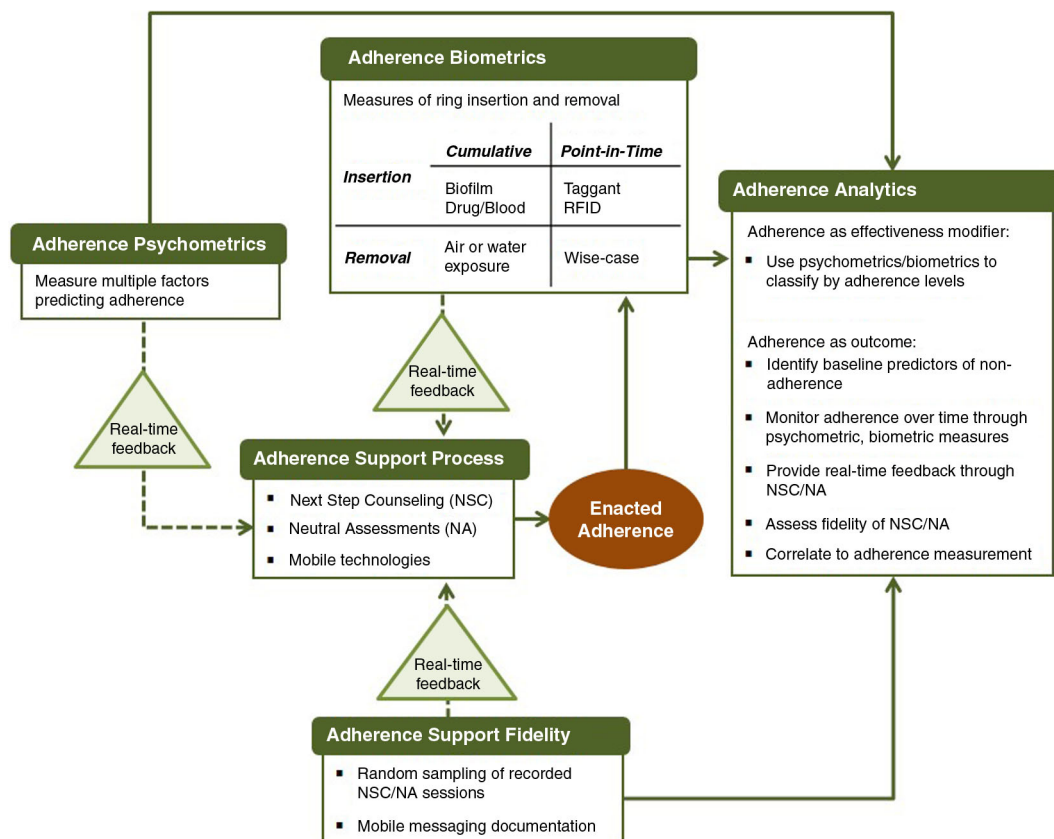 Adherence Biometrics
Measures of ring insertion and removal
Cumulative Point-in-Time
Insertion
Biofilm Taggant
Drug/Blood RFID
Removal
Air or water
exposure
Wise-case
Adherence Psychometrics
Measure multiple factors
predicting adherence
Real-time
feedback
Real-time
feedback
Adherence Support Process
▪ Next Step Counseling (NSC)
▪ Neutral Assessments (NA)
▪ Mobile technologies
Enacted
Adherence
Real-time
feedback
Adherence Support Fidelity
▪ Random sampling of recorded
NSC/NA sessions
▪ Mobile messaging documentation
Adherence Analytics
Adherence as effectiveness modifier:
▪ Use psychometrics/biometrics to
classify by adherence levels
Adherence as outcome:
▪ Identify baseline predictors of non-
adherence
▪ Monitor adherence over time through
psychometric, biometric measures
▪ Provide real-time feedback through
NSC/NA
▪ Assess fidelity of NSC/NA
▪ Correlate to adherence measurement